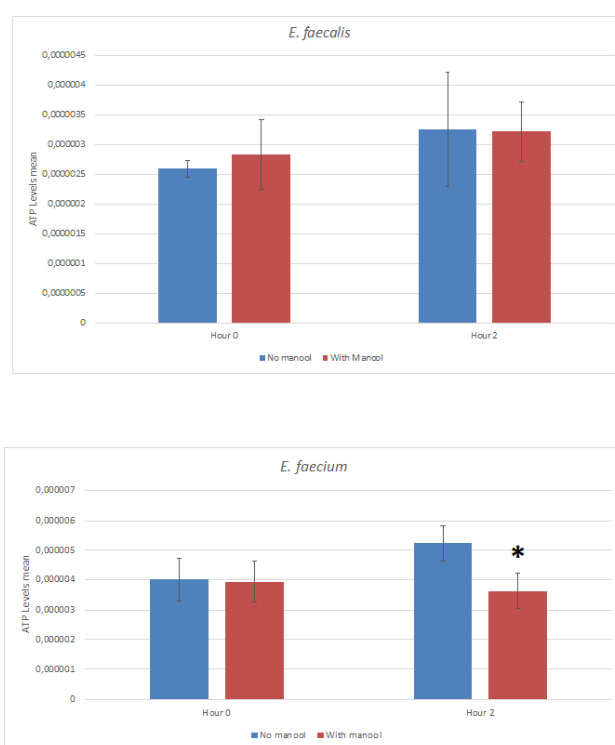 E. faecalis
0,0000045
0,000004
0,0000035
0,000003
0,0000025
0,000002
0,0000015
0,000001
0,0000005
0
ATP Levels mean
Hour 0 Hour 2
No manool With Manool
E. faecium
0,000007
0,000006
0,000005
0,000004
0,000003
0,000002
0,000001
0
ATP Levels mean
*
Hour 0 Hour 2
No manool With manool